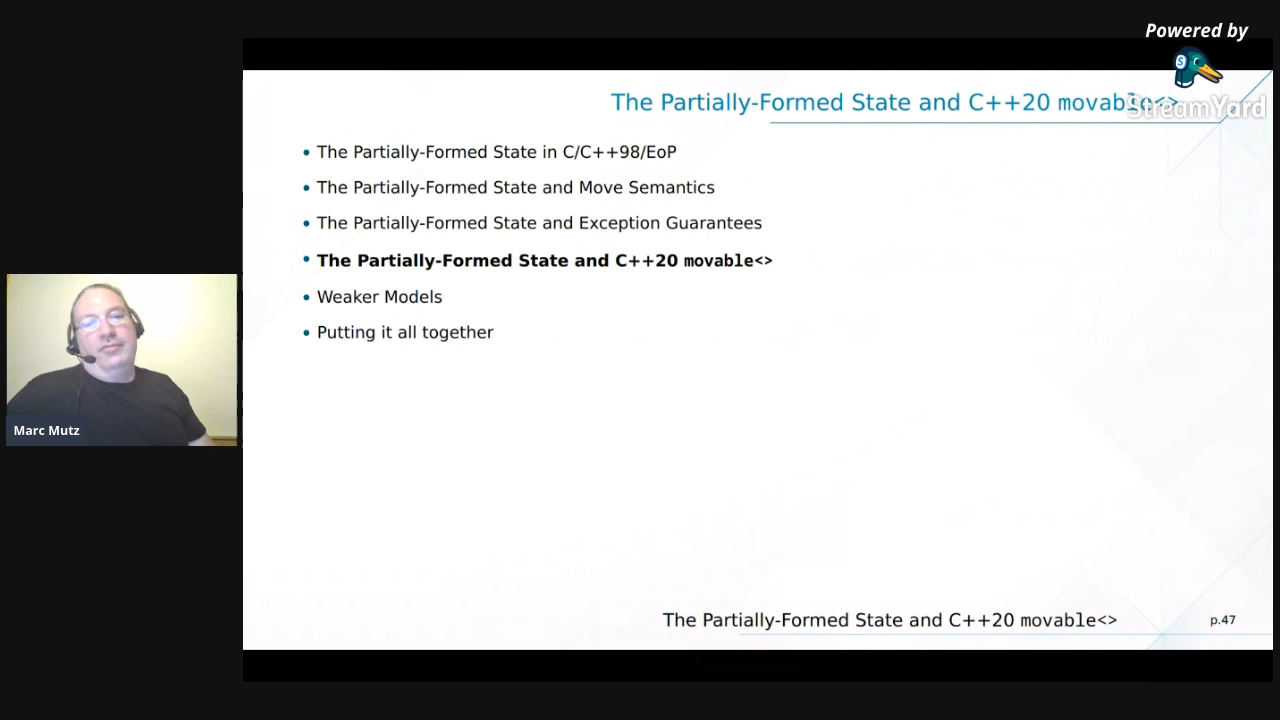 Powered by
StreamYard
The Partially-Formed State and C++20 movable<>
• The Partially-Formed State in C/C++98/EoP
• The Partially-Formed State and Move Semantics
• The Partially-Formed State and Exception Guarantees
• The Partially-Formed State and C++20 movable<>
• Weaker Models
• Putting it all together
Marc Mutz
The Partially-Formed State and C++20 movable<>
p.47